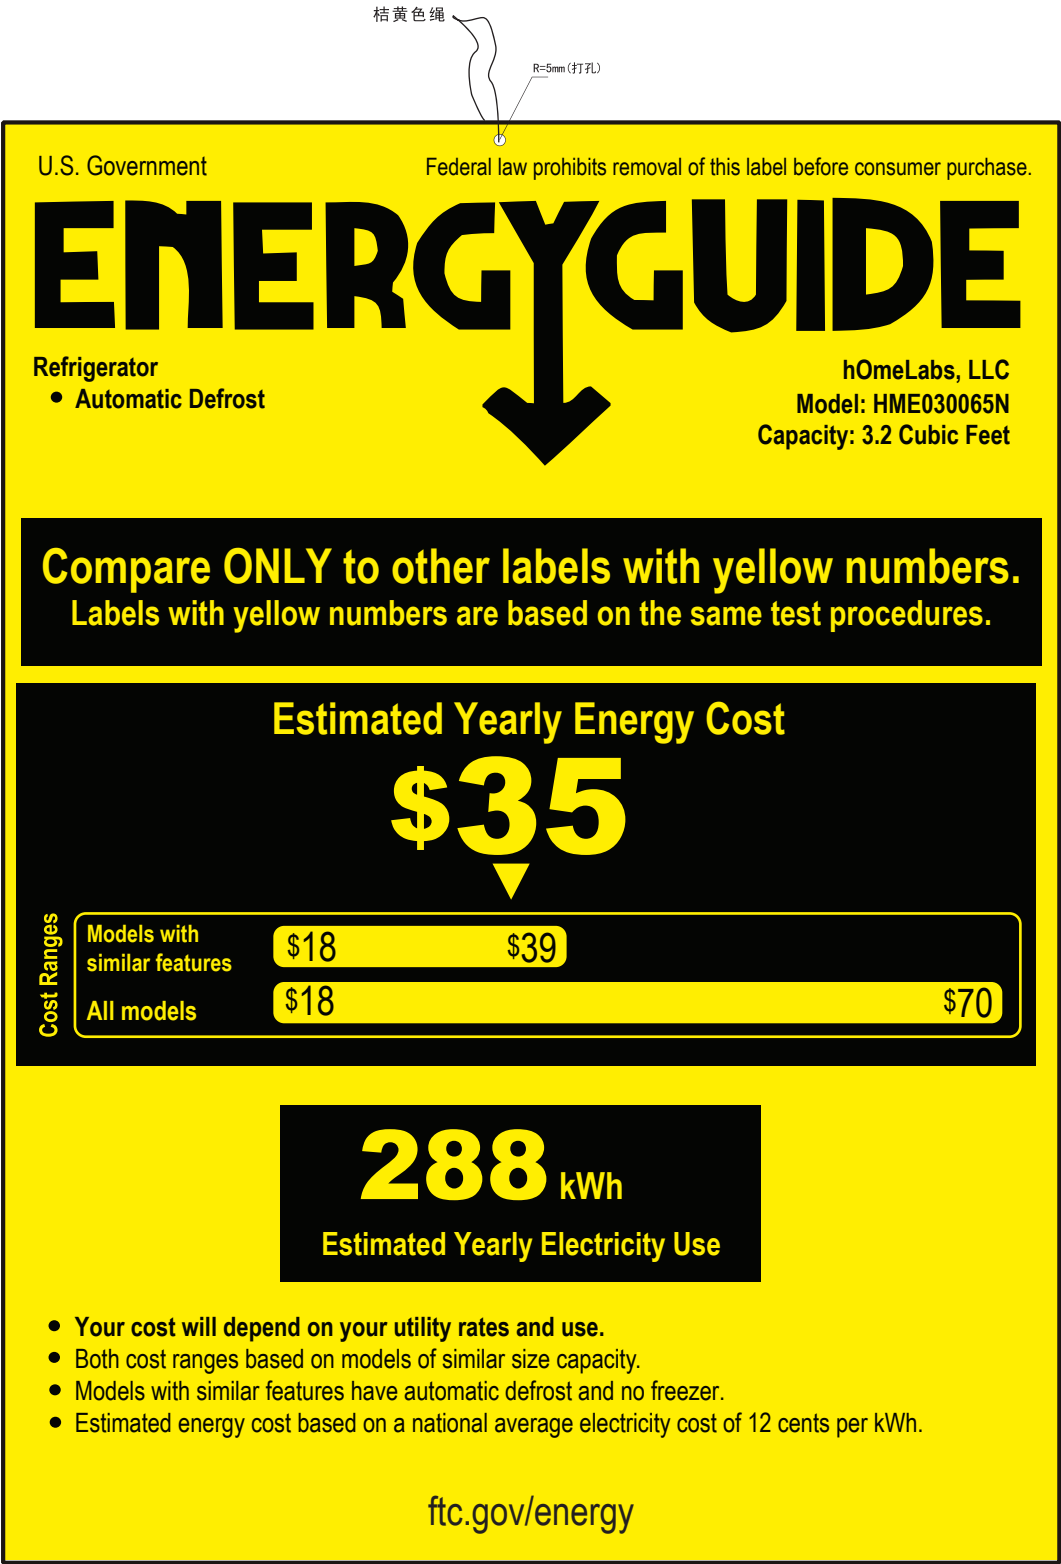 桔黄色绳
R=5mm(打孔)
U.S. Government
Federal law prohibits removal of this label before consumer purchase.
ENERGYGUIDE
Refrigerator
• Automatic Defrost
hOmeLabs, LLC
Model: HME030065N
Capacity: 3.2 Cubic Feet
Compare ONLY to other labels with yellow numbers.
Labels with yellow numbers are based on the same test procedures.
Estimated Yearly Energy Cost
$35
Cost Ranges
Models with
similar features
$18 $39
All models
$18 $70
288 kWh
Estimated Yearly Electricity Use
• Your cost will depend on your utility rates and use.
• Both cost ranges based on models of similar size capacity.
• Models with similar features have automatic defrost and no freezer.
• Estimated energy cost based on a national average electricity cost of 12 cents per kWh.
ftc.gov/energy